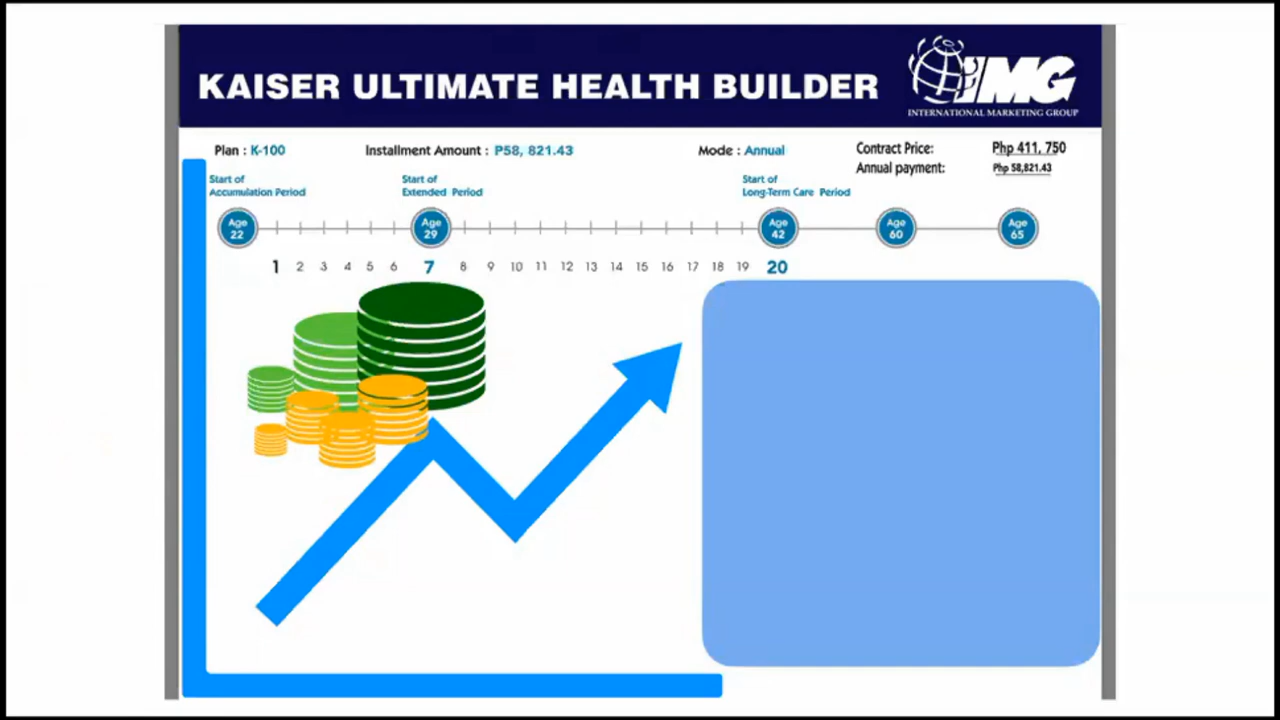 KAISER ULTIMATE HEALTH BUILDER
iMG
INTERNATIONAL MARKETING GROUP
Plan : K-100 Installment Amount : P58, 821.43 Mode : Annual
Contract Price: Php 411, 750
Annual payment: Php 58,821.43
Start of
Accumulation Period
Start of
Extended Period
Start of
Long-Term Care Period
Age
22
Age
29
Age
42
Age
60
Age
65
1 2 3 4 5 6 7 8 9 10 11 12 13 14 15 16 17 18 19 20